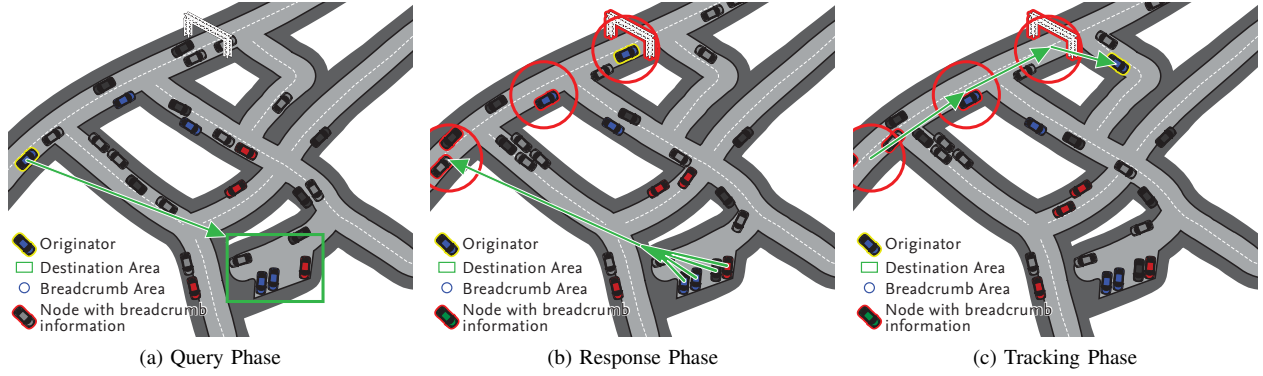 Originator
Destination Area
Breadcrumb Area
Node with breadcrumb
information
(a) Query Phase
Originator
Destination Area
Breadcrumb Area
Node with breadcrumb
information
(b) Response Phase
Originator
Destination Area
Breadcrumb Area
Node with breadcrumb
information
(c) Tracking Phase